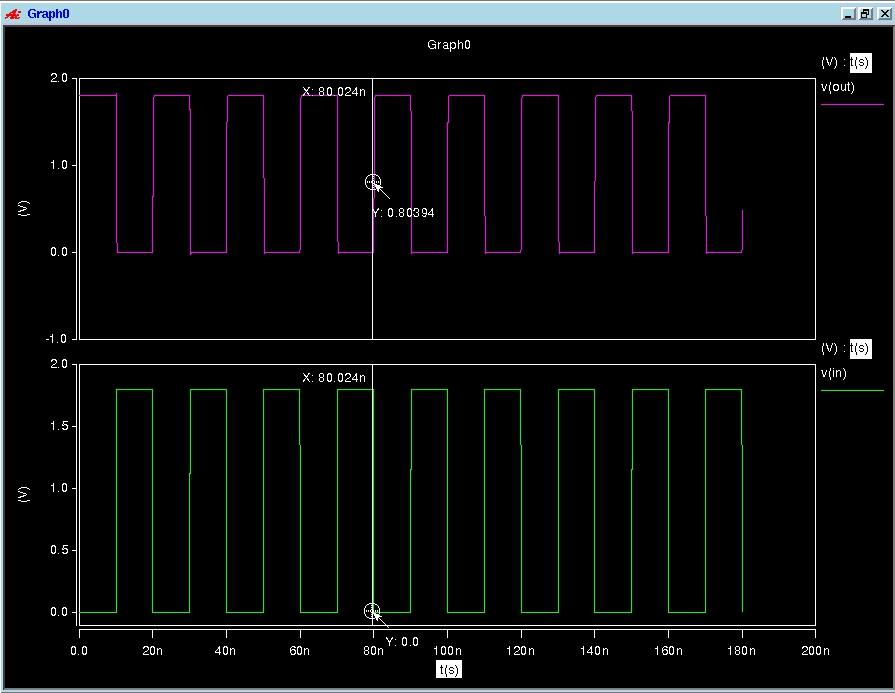 Graph0
Graph0
(V) : t(s)
v(out)
2.0
1.0
0.0
-1.0
(V)
X: 80.024n
Y: 0.80394
(V) : t(s)
v(in)
2.0
1.5
1.0
0.5
0.0
(V)
X: 80.024n
Y: 0.0
0.0 20n 40n 60n 80n 100n 120n 140n 160n 180n 200n
t(s)